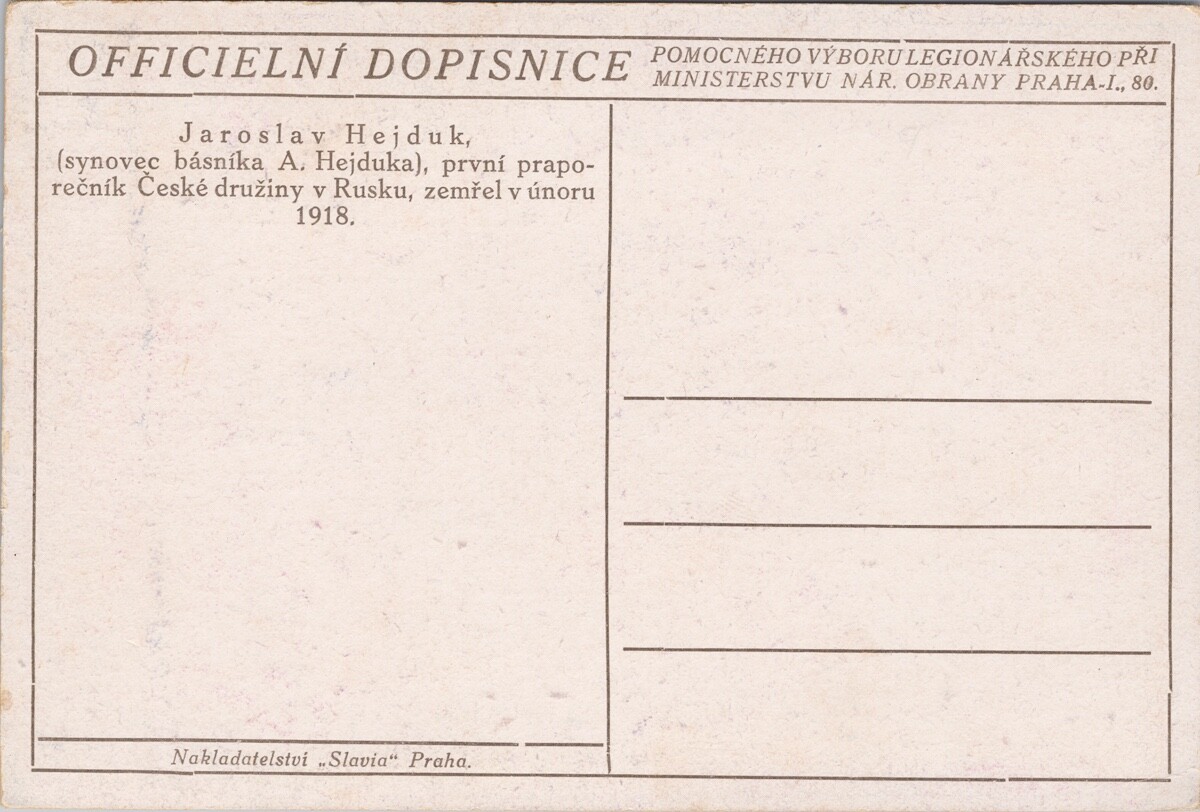 OFFICIELNÍ DOPISNICE
POMOCNÉHO VÝBORU LEGIONÁŘSKÉHO PŘI
MINISTERSTVU NÁR. OBRANY PRAHA-I., 80.
Jaroslav Hejduk,
(synovec básníka A. Hejduka), první prapo-
rečník České družiny v Rusku, zemřel v únoru
1918.
Nakladatelství „Slavia“ Praha.